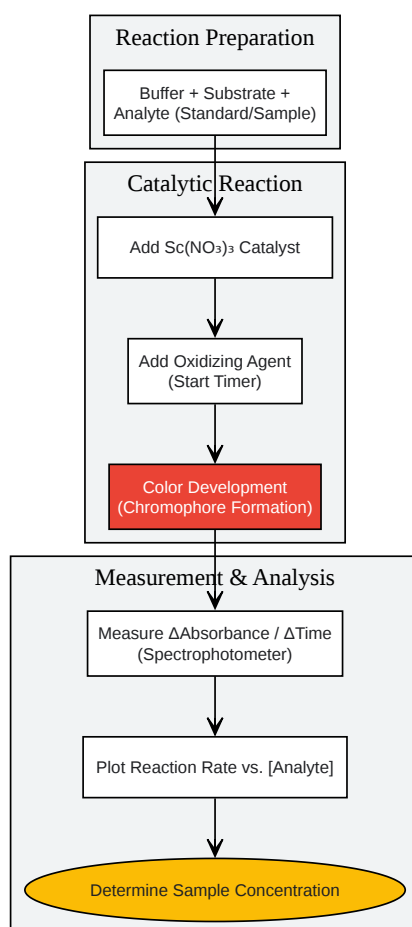 Reaction Preparation
Buffer + Substrate +
Analyte (Standard/Sample)
Catalytic Reaction
Add Sc(NO₃)₃ Catalyst
Add Oxidizing Agent
(Start Timer)
Color Development
(Chromophore Formation)
Measurement & Analysis
Measure ΔAbsorbance / ΔTime
(Spectrophotometer)
Plot Reaction Rate vs. [Analyte]
Determine Sample Concentration